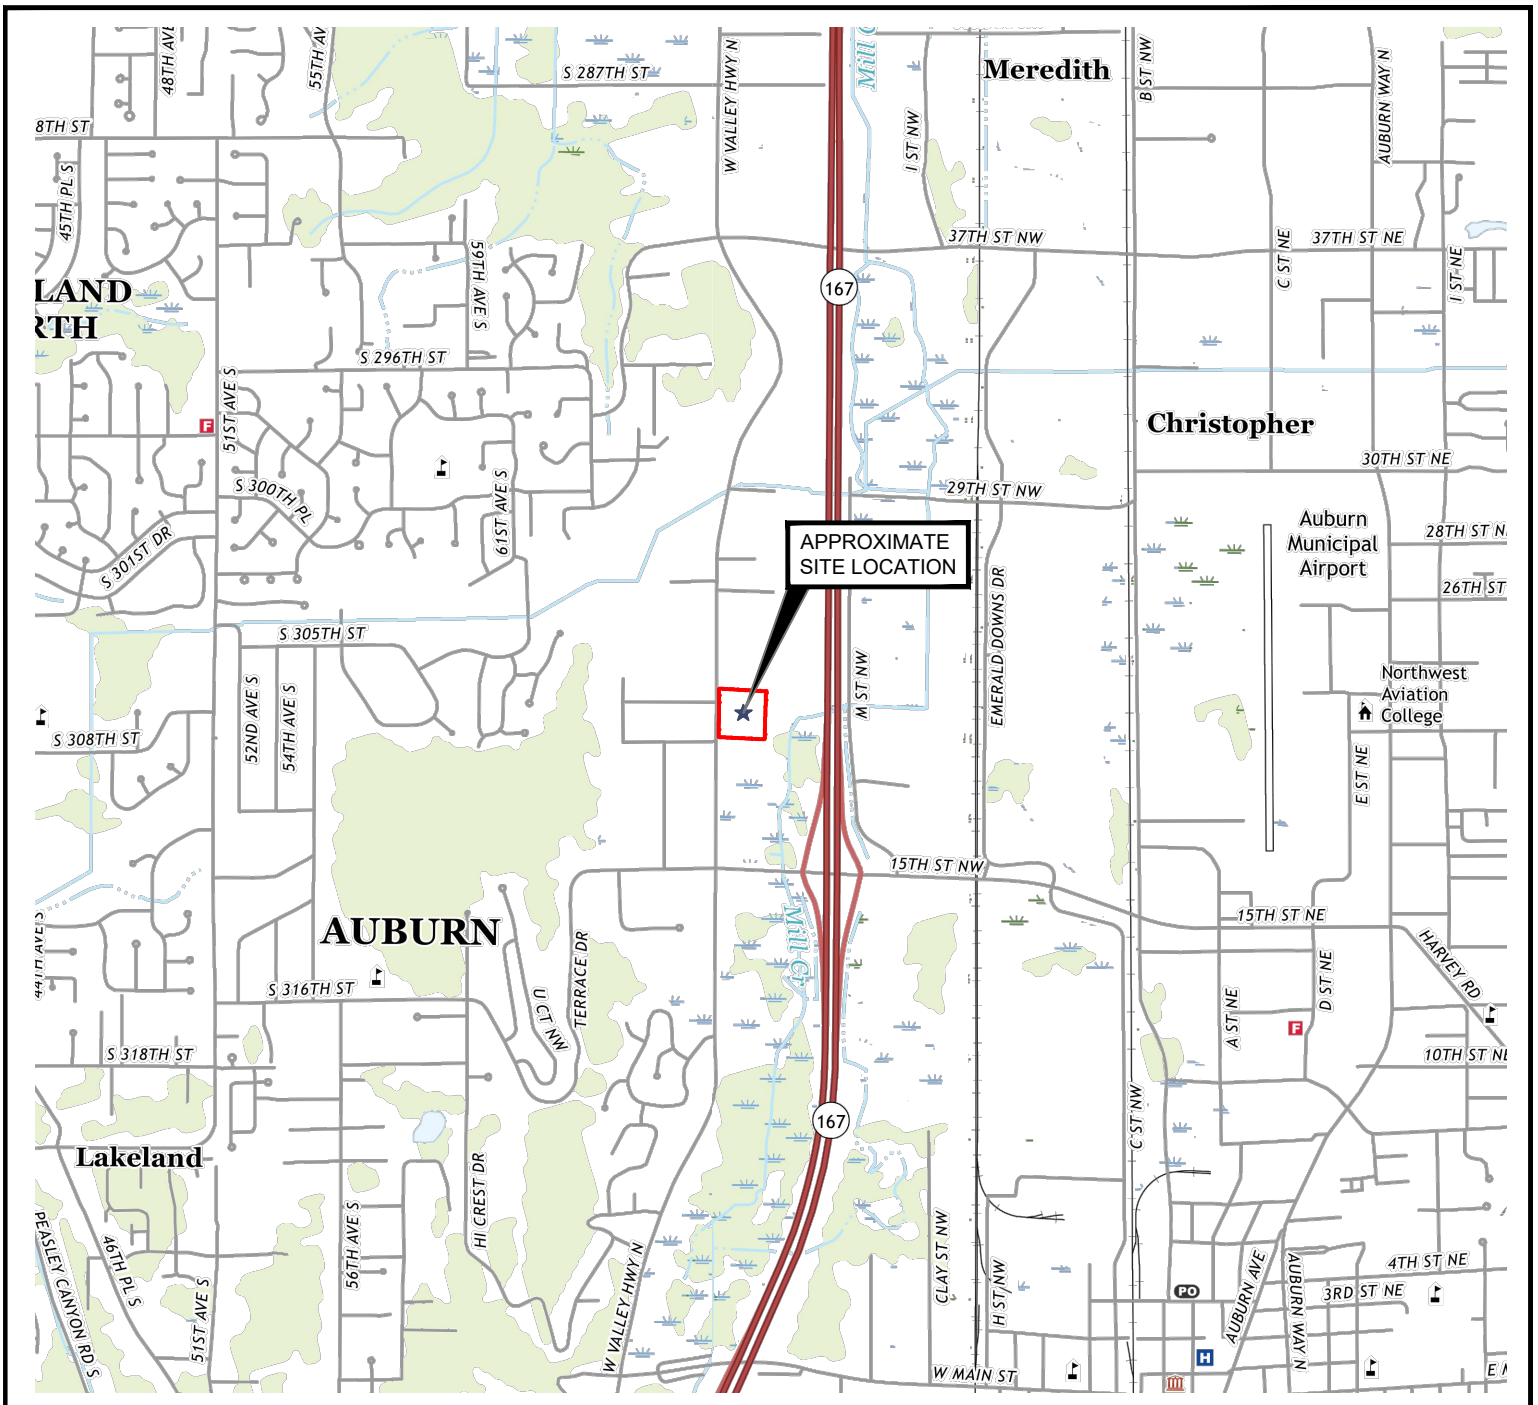 48TH AVE
55TH AV
S 287TH ST
W VALLEY HWY N
Mill C
I ST NW
Meredith
B ST NW
AUBURN WAY N
8TH ST
45TH PL S
59TH AVE S
37TH ST NW
C ST NE
37TH ST NE
I ST NE
LAND
RTH
167
S 296TH ST
51ST AVE S
Christopher
30TH ST NE
S 300TH PL
61ST AVE S
29TH ST NW
S 301ST DR
APPROXIMATE
SITE LOCATION
Auburn
Municipal
Airport
28TH ST N
26TH ST
EMERALD DOWNS DR
S 305TH ST
M ST NW
52ND AVE S
54TH AVE S
Northwest
Aviation
College
S 308TH ST
E ST NE
F
15TH ST NW
15TH ST NE
AUBURN
Mill Cr
TERRACE DR
HARVEY RD
44TH AVE S
S 316TH ST
U CT NW
A ST NE
D ST NE
F
S 318TH ST
10TH ST NE
167
C ST NW
Lakeland
HI CREST DR
PEASLEY CANYON RD S
46TH PL S
51ST AVE S
56TH AVE S
W VALLEY HWY N
CLAY ST NW
H ST NW
PO
AUBURN AVE
AUBURN WAY N
4TH ST NE
3RD ST NE
H
W MAIN ST